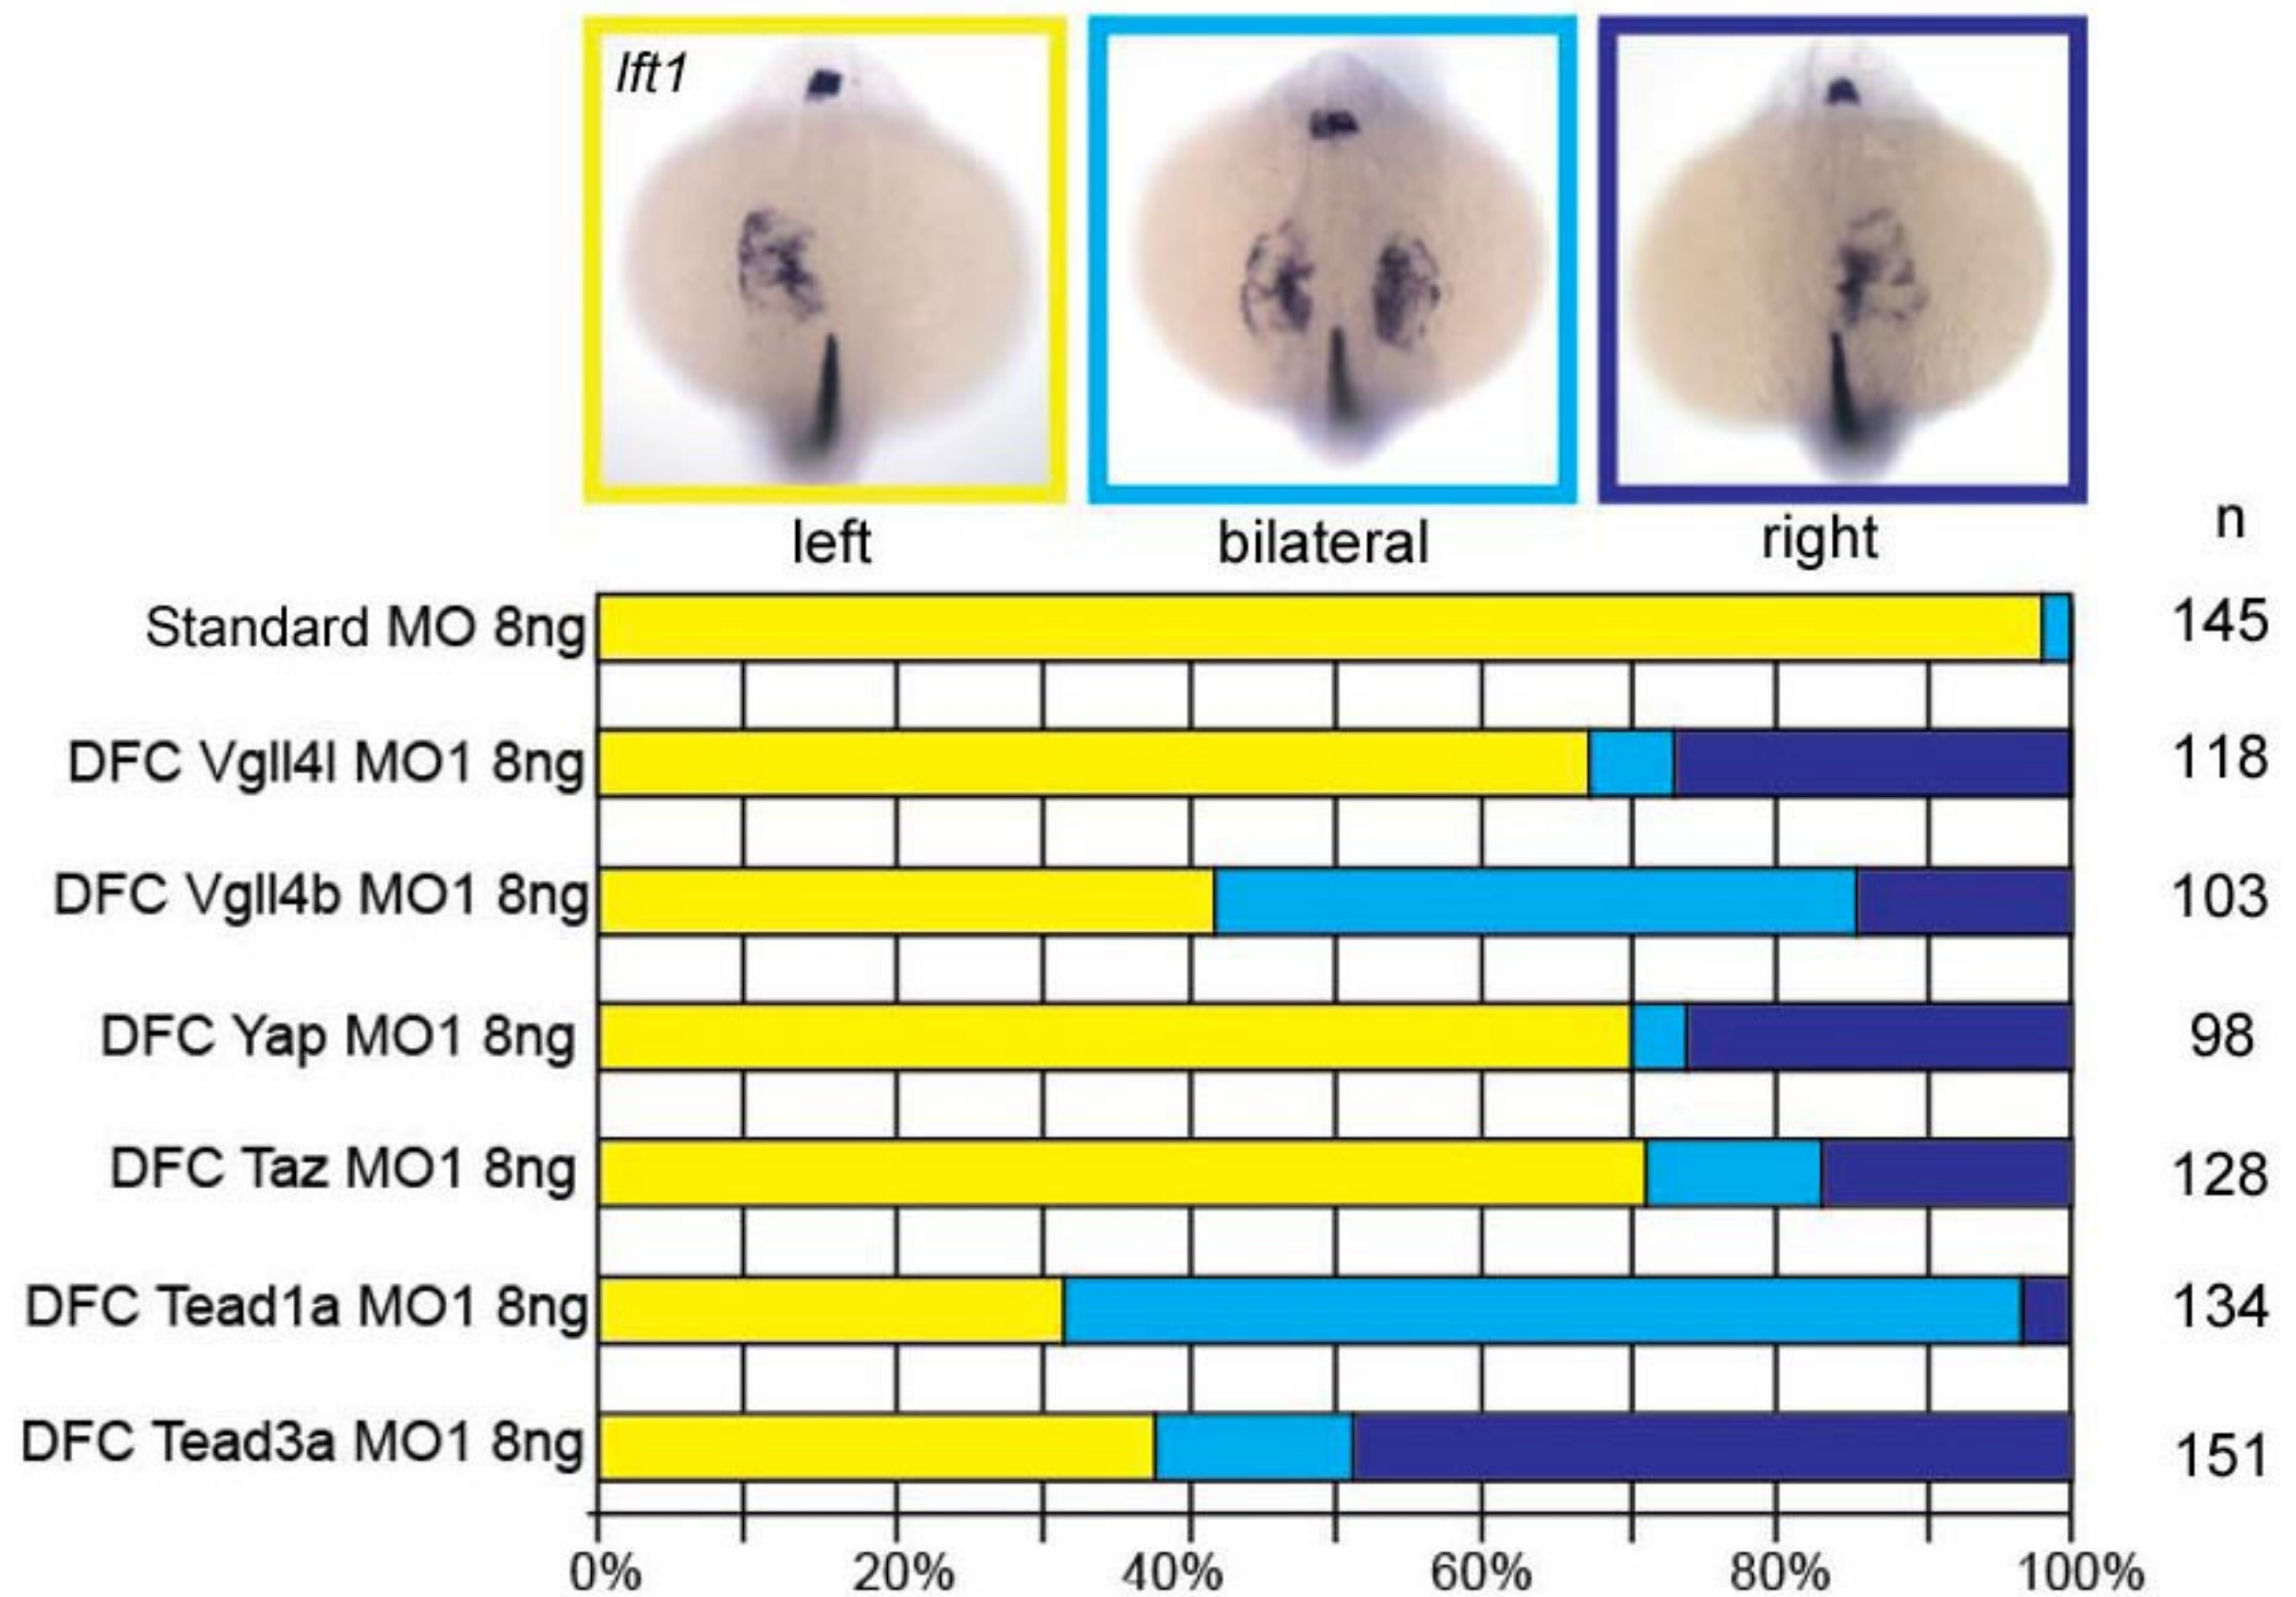 lft1
left bilateral right n
Standard MO 8ng 145
DFC Vgll4l MO1 8ng 118
DFC Vgll4b MO1 8ng 103
DFC Yap MO1 8ng 98
DFC Taz MO1 8ng 128
DFC Tead1a MO1 8ng 134
DFC Tead3a MO1 8ng 151
0% 20% 40% 60% 80% 100%